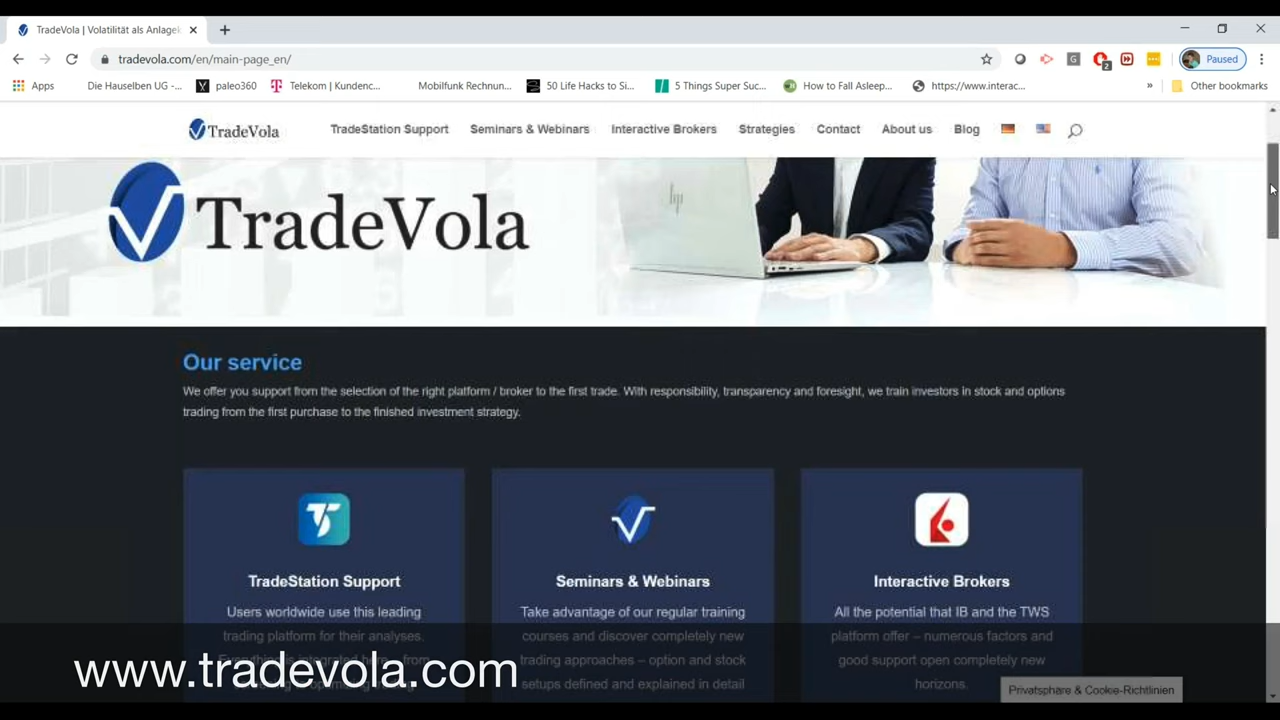 TradeVola | Volatilität als Anlagek
tradevola.com/en/main-page_en/
2
Paused
Apps
Die Hauselben UG -...
paleo360
Telekom | Kundenc...
Mobilfunk Rechnun...
50 Life Hacks to Si...
5 Things Super Suc...
How to Fall Asleep...
https://www.interac...
Other bookmarks
TradeVola
TradeStation Support
Seminars & Webinars
Interactive Brokers
Strategies
Contact
About us
Blog
TradeVola
hp
Our service
We offer you support from the selection of the right platform / broker to the first trade. With responsibility, transparency and foresight, we train investors in stock and options
trading from the first purchase to the finished investment strategy.
TradeStation Support
Users worldwide use this leading
trading platform for their analyses.
Seminars & Webinars
Take advantage of our regular training
courses and discover completely new
trading approaches – option and stock
setups defined and explained in detail
Interactive Brokers
All the potential that IB and the TWS
platform offer – numerous factors and
good support open completely new
horizons.
www.tradevola.com
Privatsphäre & Cookie-Richtlinien